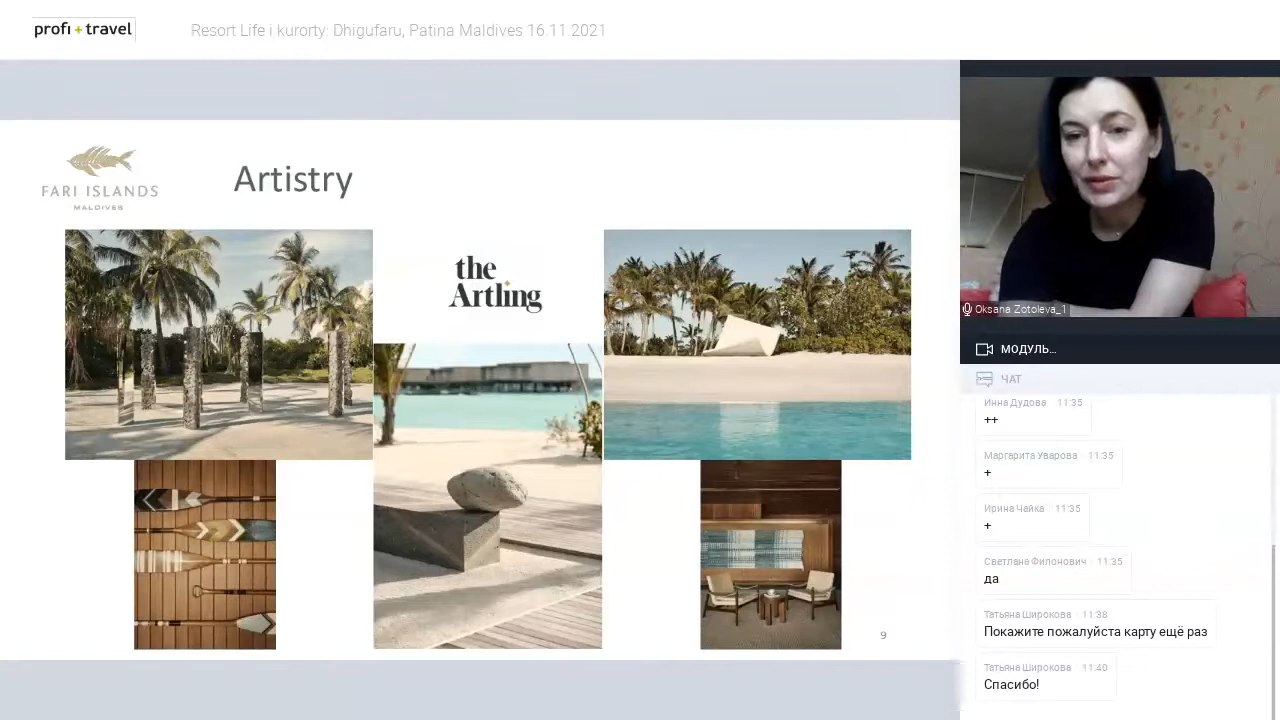 profi + travel
Resort Life i kurorty: Dhigufaru, Patina Maldives 16.11.2021
FARI ISLANDS
MALDIVES
Artistry
the
Artling
9
Oksana Zotoleva_1
МОДУЛЬ...
ЧАТ
Инна Дудова 11:35
++
Маргарита Уварова 11:35
+
Ирина Чайка 11:35
+
Светлана Филонович 11:35
да
Татьяна Широкова 11:38
Покажите пожалуйста карту ещё раз
Татьяна Широкова 11:40
Спасибо!